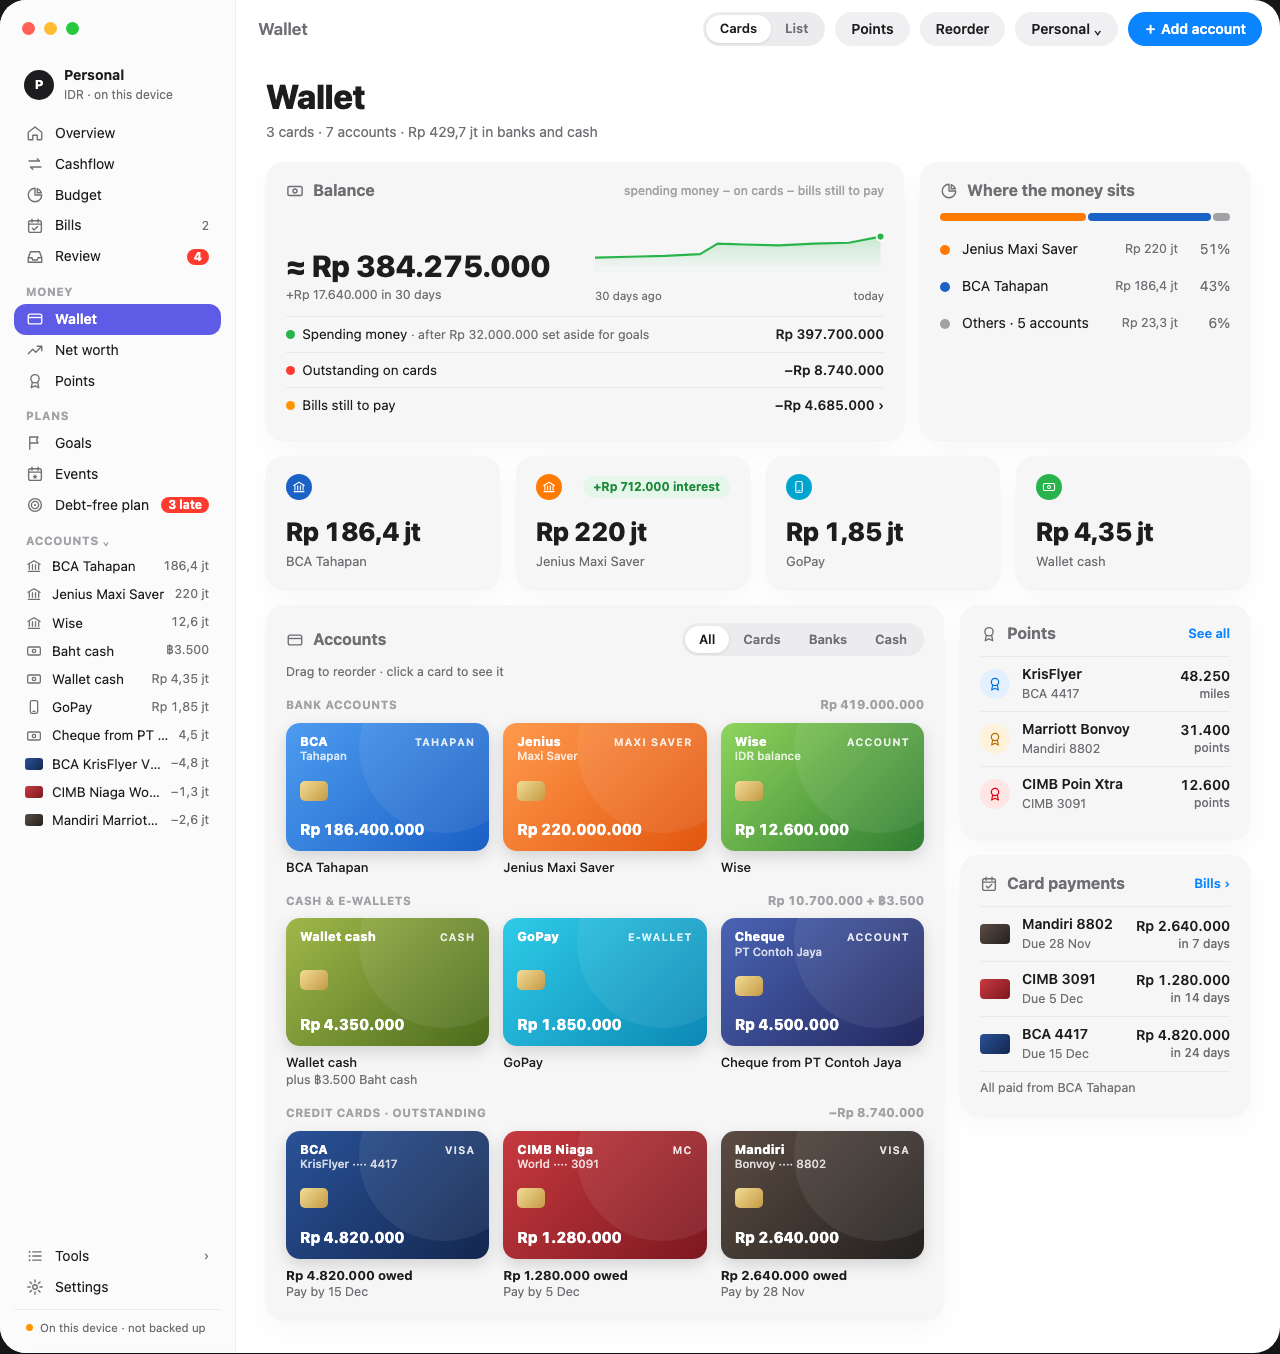 Wallet
Cards
List
Points
Reorder
Personal
+ Add account
P
Personal
IDR · on this device
Overview
Cashflow
Budget
Bills
2
Review
4
MONEY
Wallet
Net worth
Points
PLANS
Goals
Events
Debt-free plan
3 late
ACCOUNTS
BCA Tahapan
186,4 jt
Jenius Maxi Saver
220 jt
Wise
12,6 jt
Baht cash
฿3.500
Wallet cash
Rp 4,35 jt
GoPay
Rp 1,85 jt
Cheque from PT ...
4,5 jt
BCA KrisFlyer V...
−4,8 jt
CIMB Niaga Wo...
−1,3 jt
Mandiri Marriot...
−2,6 jt
Tools
›
Settings
On this device · not backed up
Wallet
3 cards · 7 accounts · Rp 429,7 jt in banks and cash
Balance
spending money − on cards − bills still to pay
≈ Rp 384.275.000
+Rp 17.640.000 in 30 days
30 days ago
today
Spending money · after Rp 32.000.000 set aside for goals
Rp 397.700.000
Outstanding on cards
−Rp 8.740.000
Bills still to pay
−Rp 4.685.000 ›
Where the money sits
Jenius Maxi Saver
Rp 220 jt
51%
BCA Tahapan
Rp 186,4 jt
43%
Others · 5 accounts
Rp 23,3 jt
6%
Rp 186,4 jt
BCA Tahapan
+Rp 712.000 interest
Rp 220 jt
Jenius Maxi Saver
Rp 1,85 jt
GoPay
Rp 4,35 jt
Wallet cash
Accounts
All
Cards
Banks
Cash
Drag to reorder · click a card to see it
BANK ACCOUNTS
Rp 419.000.000
BCA
TAHAPAN
Tahapan
Rp 186.400.000
BCA Tahapan
Jenius
MAXI SAVER
Maxi Saver
Rp 220.000.000
Jenius Maxi Saver
Wise
ACCOUNT
IDR balance
Rp 12.600.000
Wise
CASH & E-WALLETS
Rp 10.700.000 + ฿3.500
Wallet cash
CASH
Rp 4.350.000
Wallet cash
plus ฿3.500 Baht cash
GoPay
E-WALLET
Rp 1.850.000
GoPay
Cheque
ACCOUNT
PT Contoh Jaya
Rp 4.500.000
Cheque from PT Contoh Jaya
CREDIT CARDS · OUTSTANDING
−Rp 8.740.000
BCA
VISA
KrisFlyer ···· 4417
Rp 4.820.000
Rp 4.820.000 owed
Pay by 15 Dec
CIMB Niaga
MC
World ···· 3091
Rp 1.280.000
Rp 1.280.000 owed
Pay by 5 Dec
Mandiri
VISA
Bonvoy ···· 8802
Rp 2.640.000
Rp 2.640.000 owed
Pay by 28 Nov
Points
See all
KrisFlyer
48.250
BCA 4417
miles
Marriott Bonvoy
31.400
Mandiri 8802
points
CIMB Poin Xtra
12.600
CIMB 3091
points
Card payments
Bills ›
Mandiri 8802
Rp 2.640.000
Due 28 Nov
in 7 days
CIMB 3091
Rp 1.280.000
Due 5 Dec
in 14 days
BCA 4417
Rp 4.820.000
Due 15 Dec
in 24 days
All paid from BCA Tahapan